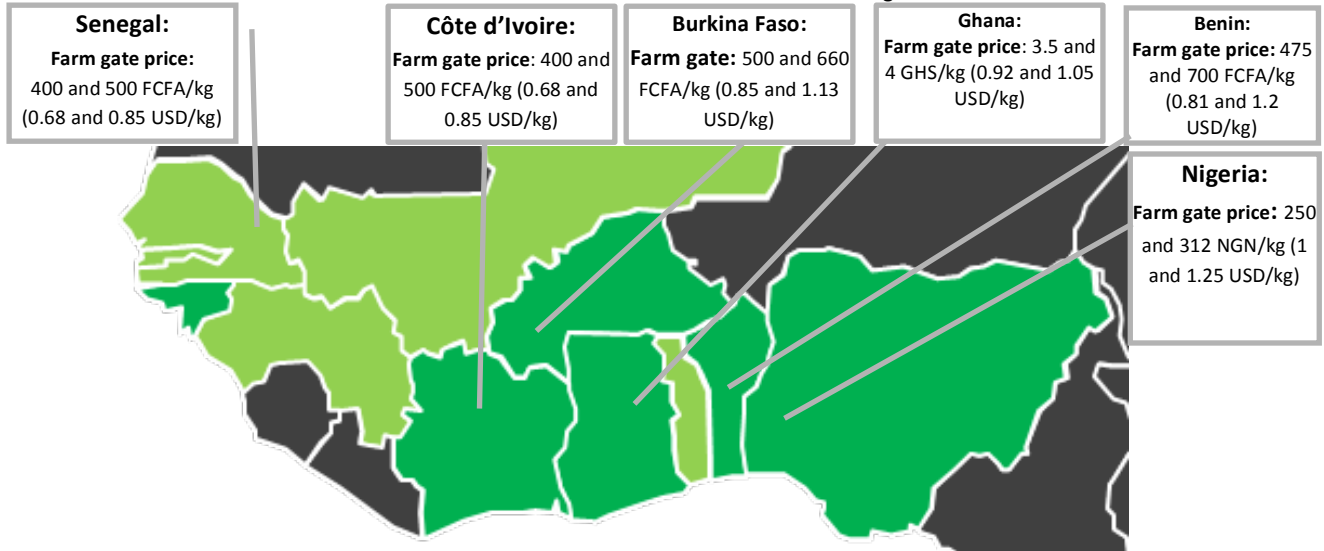 Senegal:
Farm gate price:
400 and 500 FCFA/kg
(0.68 and 0.85 USD/kg)
Côte d’Ivoire:
Farm gate price: 400 and
500 FCFA/kg (0.68 and
0.85 USD/kg)
Burkina Faso:
Farm gate: 500 and 660
FCFA/kg (0.85 and 1.13
USD/kg)
Ghana:
Farm gate price: 3.5 and
4 GHS/kg (0.92 and 1.05
USD/kg)
Benin:
Farm gate price: 475
and 700 FCFA/kg
(0.81 and 1.2
USD/kg)
Nigeria:
Farm gate price: 250
and 312 NGN/kg (1
and 1.25 USD/kg)